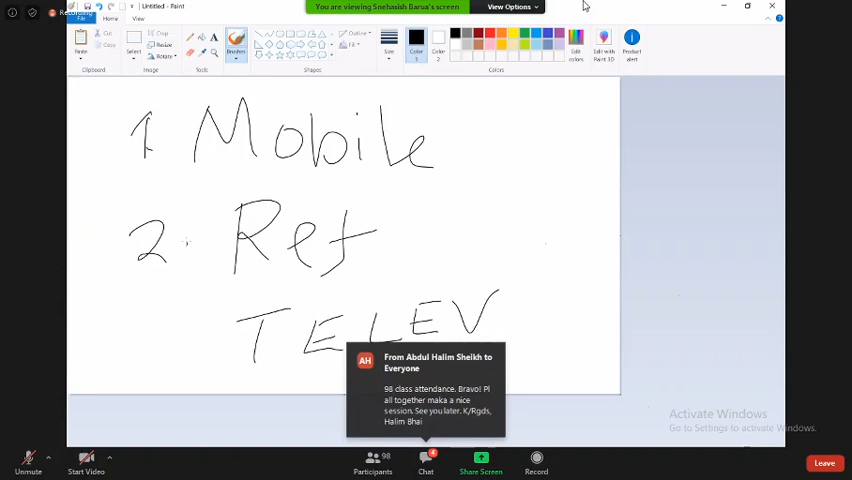 Recording
Untitled - Paint
You are viewing Snehasish Barua's screen
View Options
File
Home
View
Paste
Cut
Copy
Clipboard
Select
Crop
Resize
Rotate
Image
Tools
Brushes
Shapes
Outline
Fill
Size
Color 1
Color 2
Colors
Edit colors
Edit with Paint 3D
Product alert
1. Mobile
2. Ref
TELEV
AH
From Abdul Halim Sheikh to
Everyone
98 class attendance. Bravo! Pl
all together maka a nice
session. See you later. K/Rgds,
Halim Bhai
Activate Windows
Go to Settings to activate Windows.
Unmute
Start Video
98
Participants
4
Chat
Share Screen
Record
Leave